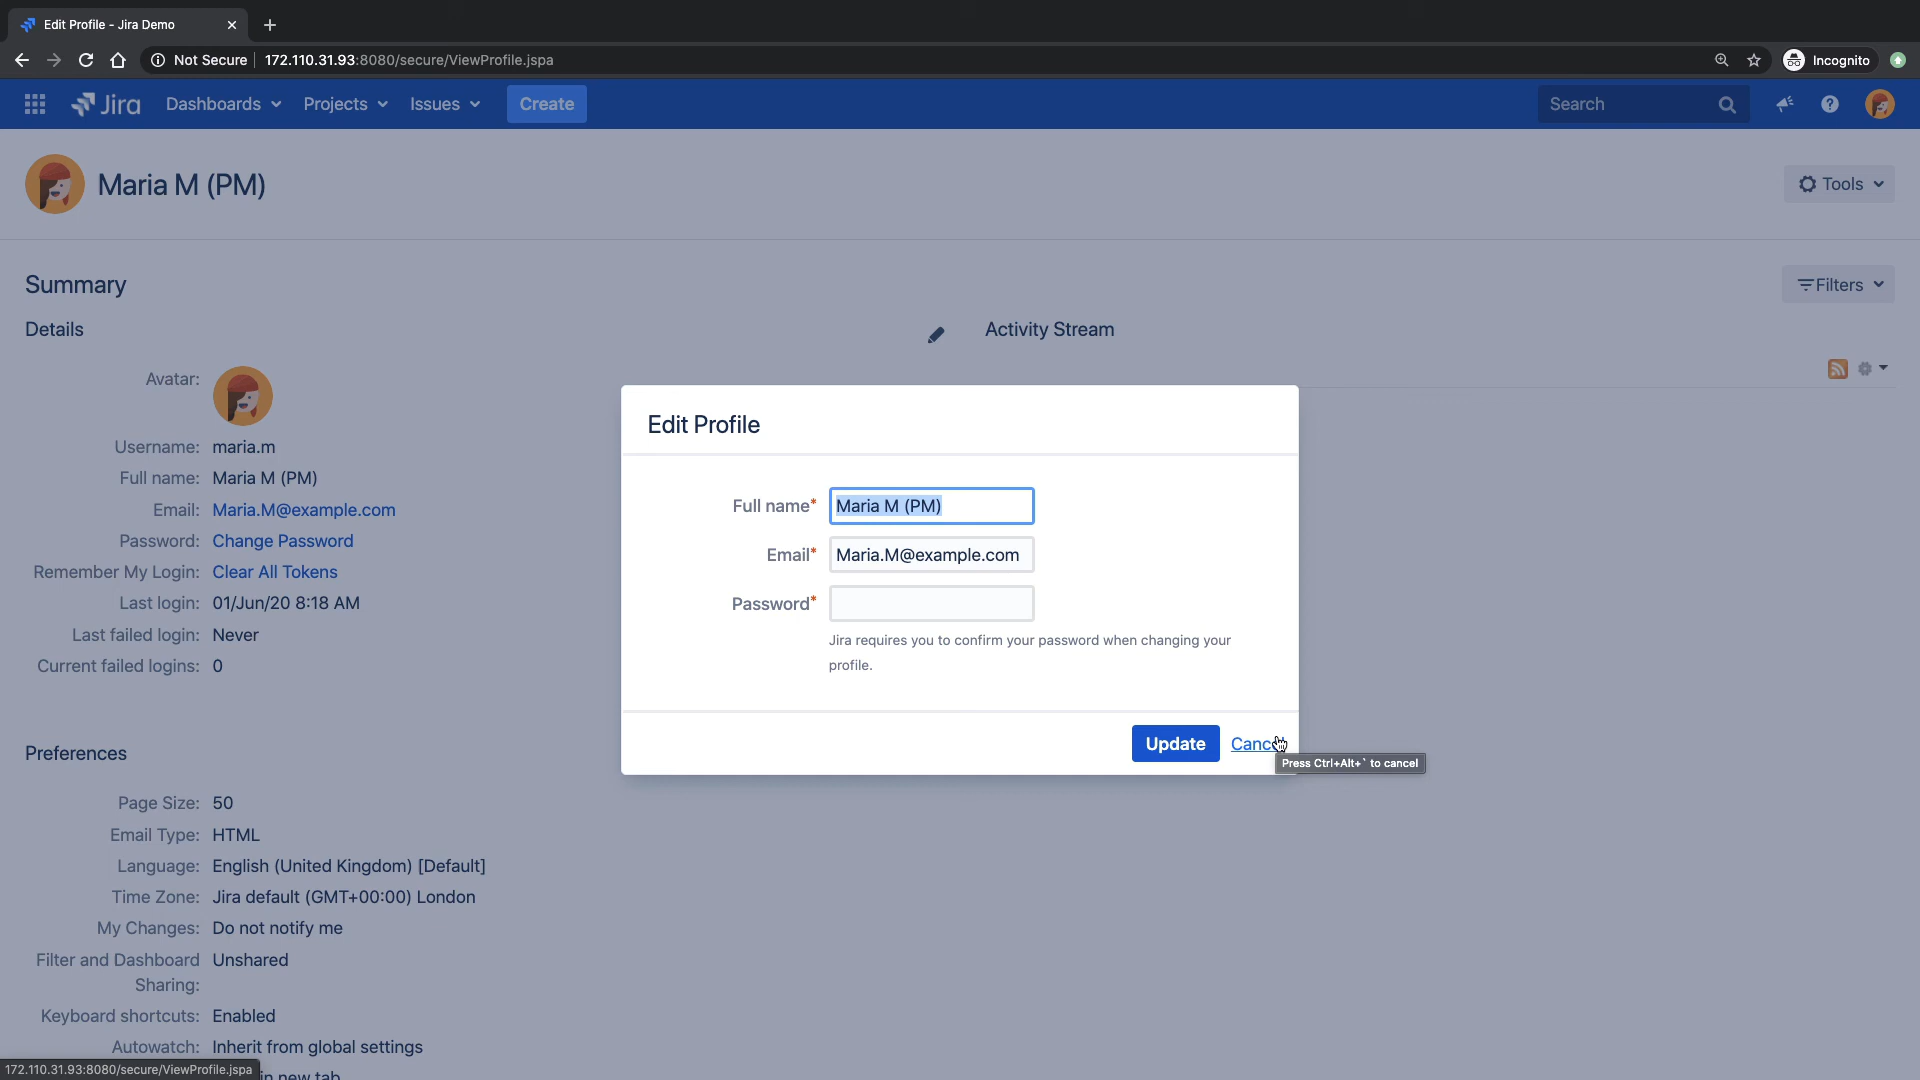 Edit Profile - Jira Demo
Not Secure 172.110.31.93:8080/secure/ViewProfile.jspa
Incognito
Jira Dashboards Projects Issues Create
Search
Maria M (PM)
Tools
Summary
Filters
Details
Activity Stream
Avatar:
Username: maria.m
Full name: Maria M (PM)
Email: Maria.M@example.com
Password: Change Password
Remember My Login: Clear All Tokens
Last login: 01/Jun/20 8:18 AM
Last failed login: Never
Current failed logins: 0
Edit Profile
Full name* Maria M (PM)
Email* Maria.M@example.com
Password*
Jira requires you to confirm your password when changing your
profile.
Update
Press Ctrl+Alt+` to cancel
Preferences
Page Size: 50
Email Type: HTML
Language: English (United Kingdom) [Default]
Time Zone: Jira default (GMT+00:00) London
My Changes: Do not notify me
Filter and Dashboard Unshared
Sharing:
Keyboard shortcuts: Enabled
Autowatch: Inherit from global settings
in new tab
172.110.31.93:8080/secure/ViewProfile.jspa